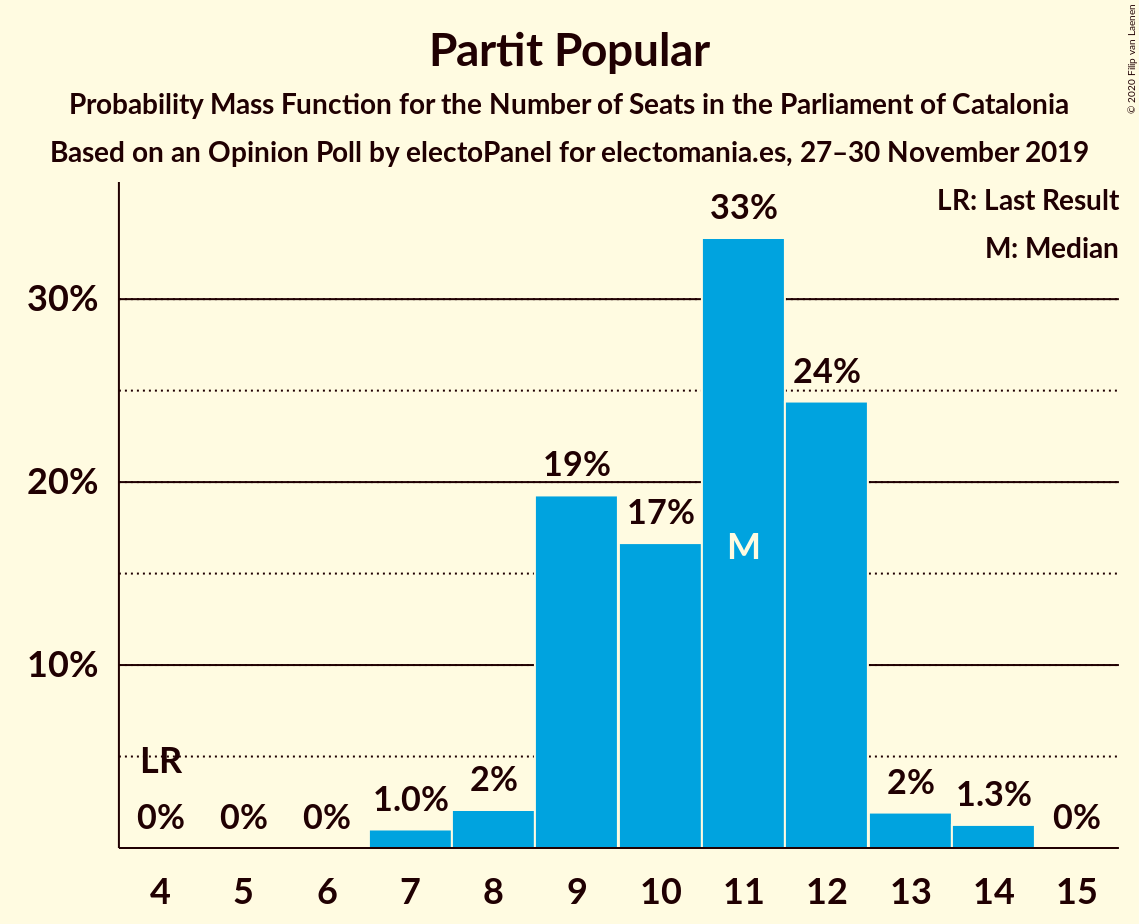 Partit Popular
Probability Mass Function for the Number of Seats in the Parliament of Catalonia
Based on an Opinion Poll by electoPanel for electomania.es, 27–30 November 2019
© 2020 Filip van Laenen
LR: Last Result
M: Median
33%
30%
24%
20%
19%
17%
M
10%
LR
0% 0% 0% 1.0% 2% 2% 1.3% 0%
4 5 6 7 8 9 10 11 12 13 14 15